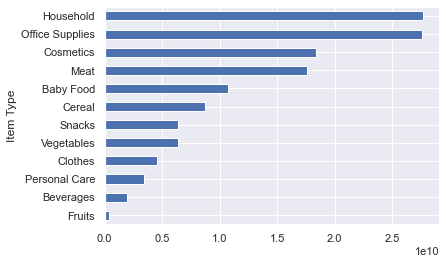 Household
Office Supplies
Cosmetics
Meat
Baby Food
Cereal
Snacks
Vegetables
Clothes
Personal Care
Beverages
Fruits
Item Type
0.0 0.5 1.0 1.5 2.0 2.5
1e10